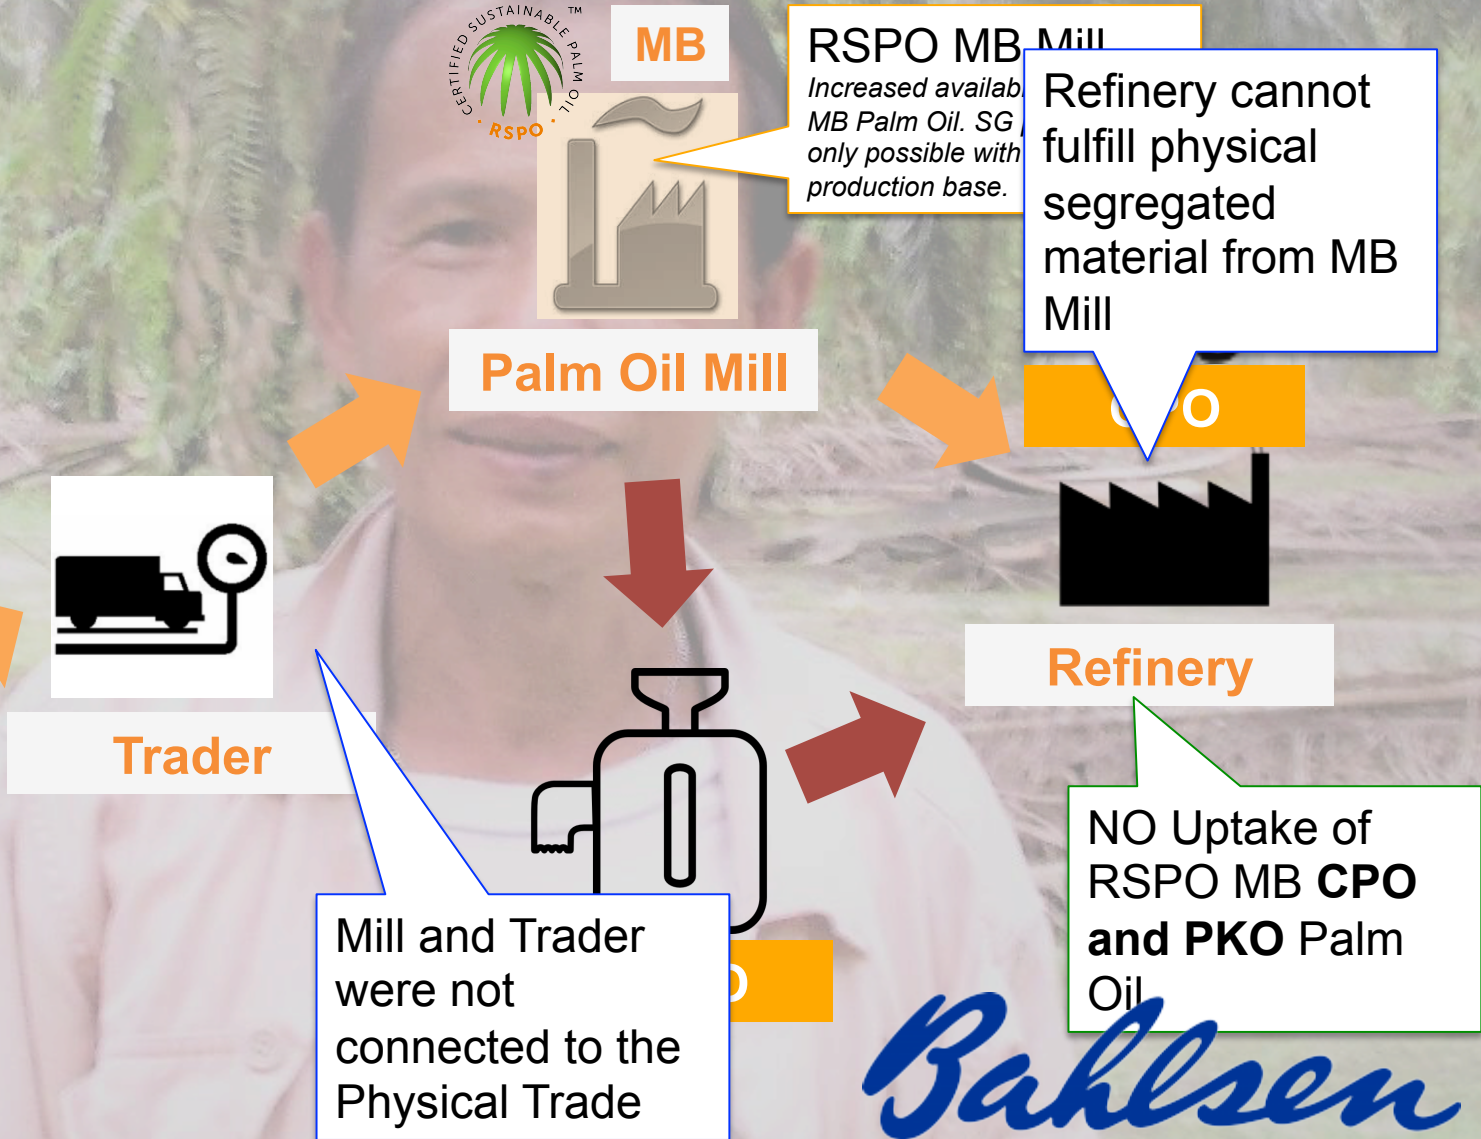 CERTIFIED SUSTAINABLE PALM OIL TM
RSPO
MB
RSPO MB Mill
Increased
MB Palm Oil. SG
only possible with
production base.
Refinery cannot
fulfill physical
segregated
material from MB
Mill
Palm Oil Mill
Refinery
Trader
NO Uptake of
RSPO MB CPO
and PKO Palm
Oil
Mill and Trader
were not
connected to the
Physical Trade
Bahlsen